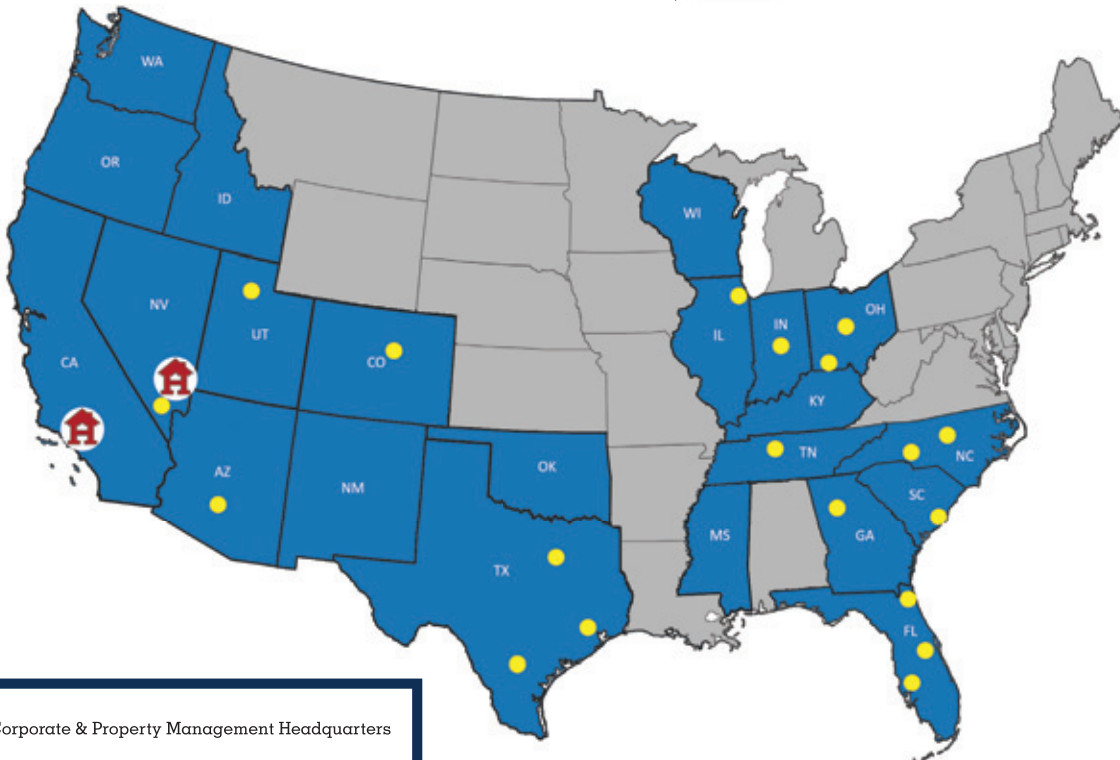 WA
OR
ID
WI
NV
UT
IL
IN
OH
CA
CO
KY
AZ
NM
OK
TN
NC
SC
TX
MS
GA
FL
Corporate & Property Management Headquarters